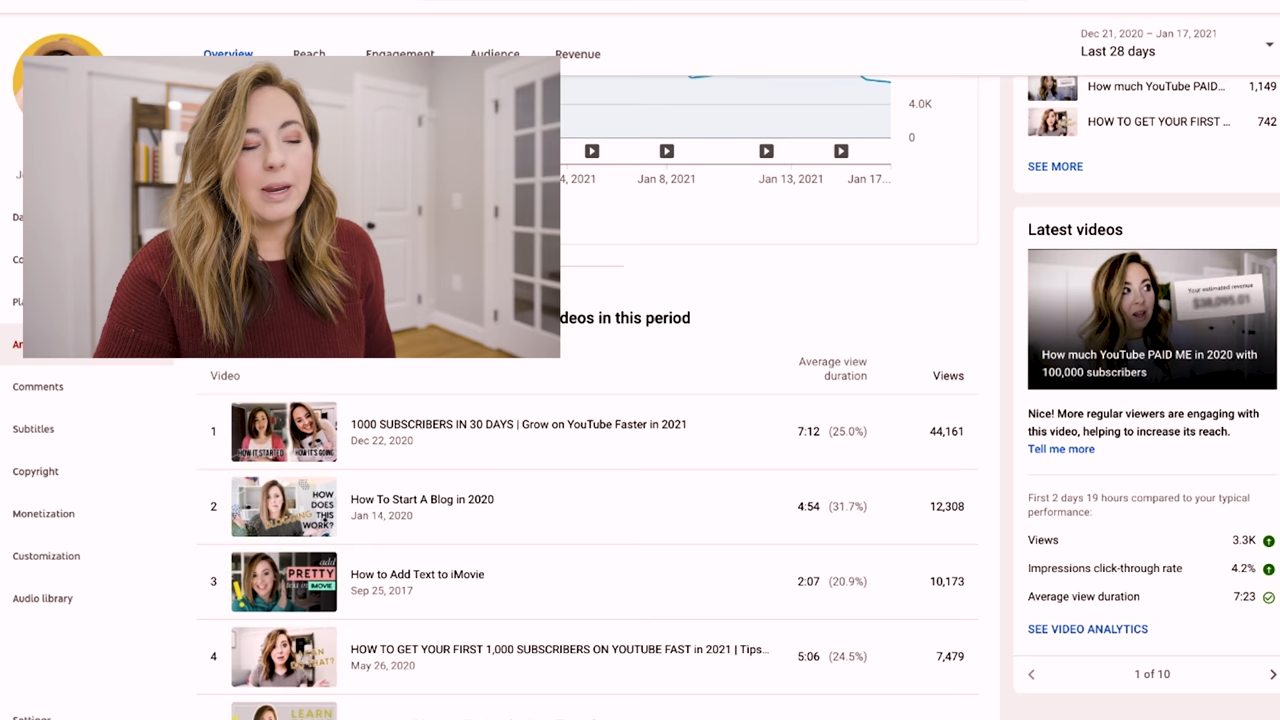 Overview Reach Engagement Audience Revenue
Dec 21, 2020 – Jan 17, 2021
Last 28 days
4.0K
0
4, 2021 Jan 8, 2021 Jan 13, 2021 Jan 17...
How much YouTube PAID... 1,149
HOW TO GET YOUR FIRST ... 742
SEE MORE
Comments
Subtitles
Copyright
Monetization
Customization
Audio library
Settings
deos in this period
Video Average view duration Views
1 1000 SUBSCRIBERS IN 30 DAYS | Grow on YouTube Faster in 2021 7:12 (25.0%) 44,161
Dec 22, 2020
HOW IT STARTED HOW IT'S GOING
2 How To Start A Blog in 2020 4:54 (31.7%) 12,308
Jan 14, 2020
HOW
DOES
BLOGGING THIS
WORK?
3 How to Add Text to iMovie 2:07 (20.9%) 10,173
Sep 25, 2017
add
PRETTY
text in iMOVIE
4 HOW TO GET YOUR FIRST 1,000 SUBSCRIBERS ON YOUTUBE FAST in 2021 | Tips... 5:06 (24.5%) 7,479
May 26, 2020
I CAN
DO THAT?
LEARN
Latest videos
Your estimated revenue
$38,095.01
How much YouTube PAID ME in 2020 with
100,000 subscribers
Nice! More regular viewers are engaging with
this video, helping to increase its reach.
Tell me more
First 2 days 19 hours compared to your typical
performance:
Views 3.3K
Impressions click-through rate 4.2%
Average view duration 7:23
SEE VIDEO ANALYTICS
1 of 10